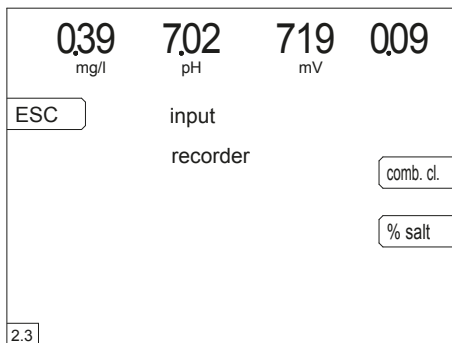 0.39 7.02 719 0.09
mg/l pH mV
ESC input
recorder
comb. cl.
% salt
2.3